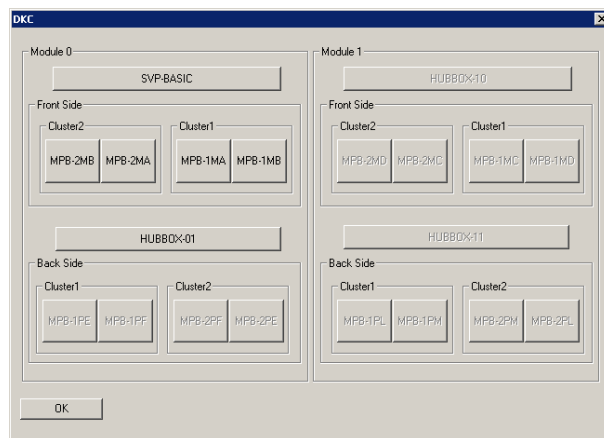 DKC
Module 0
SVP-BASIC
Front Side
Cluster2
MPB-2MB MPB-2MA
Cluster1
MPB-1MA MPB-1MB
HUBBOX-01
Back Side
Cluster1
MPB-1PE MPB-1PF
Cluster2
MPB-2PF MPB-2PE
Module 1
HUBBOX-10
Front Side
Cluster2
MPB-2MD MPB-2MC
Cluster1
MPB-1MC MPB-1MD
HUBBOX-11
Back Side
Cluster1
MPB-1PL MPB-1PM
Cluster2
MPB-2PM MPB-2PL
OK